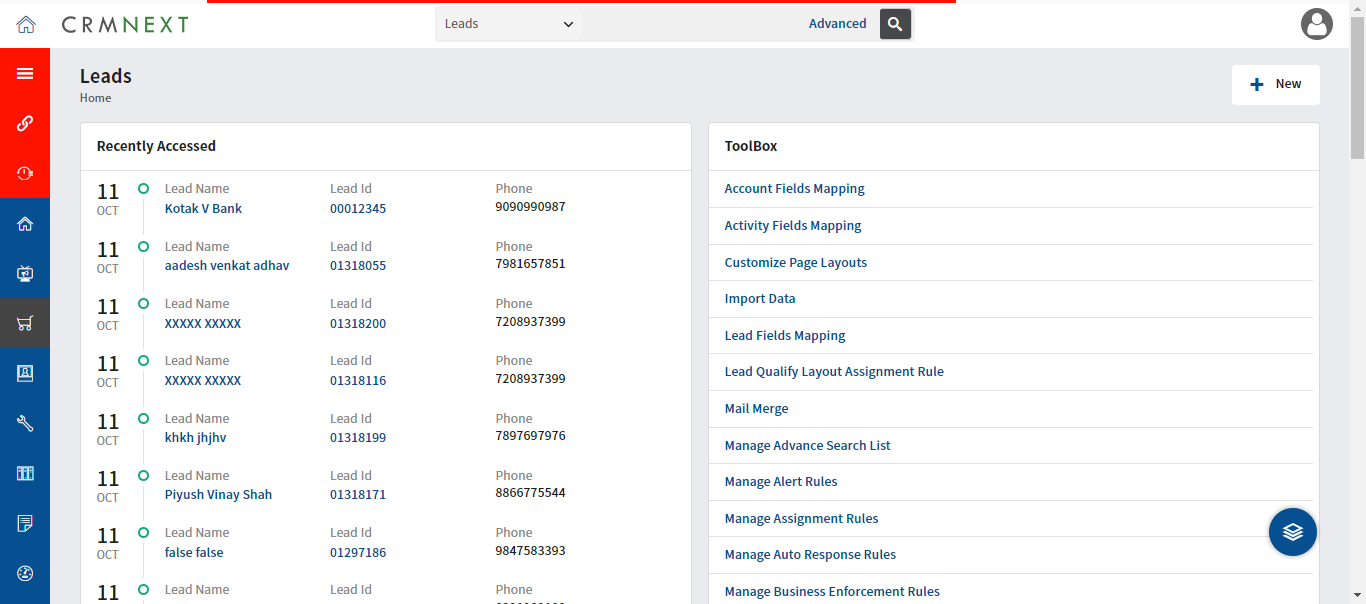 CRMNEXT
Leads
Advanced
Leads
Home
New
Recently Accessed
11 OCT
Lead Name Lead Id Phone
Kotak V Bank 00012345 9090990987
11 OCT
Lead Name Lead Id Phone
aadesh venkat adhav 01318055 7981657851
11 OCT
Lead Name Lead Id Phone
XXXXX XXXXX 01318200 7208937399
11 OCT
Lead Name Lead Id Phone
XXXXX XXXXX 01318116 7208937399
11 OCT
Lead Name Lead Id Phone
khkh jhjhv 01318199 7897697976
11 OCT
Lead Name Lead Id Phone
Piyush Vinay Shah 01318171 8866775544
11 OCT
Lead Name Lead Id Phone
false false 01297186 9847583393
11
Lead Name Lead Id Phone
ToolBox
Account Fields Mapping
Activity Fields Mapping
Customize Page Layouts
Import Data
Lead Fields Mapping
Lead Qualify Layout Assignment Rule
Mail Merge
Manage Advance Search List
Manage Alert Rules
Manage Assignment Rules
Manage Auto Response Rules
Manage Business Enforcement Rules